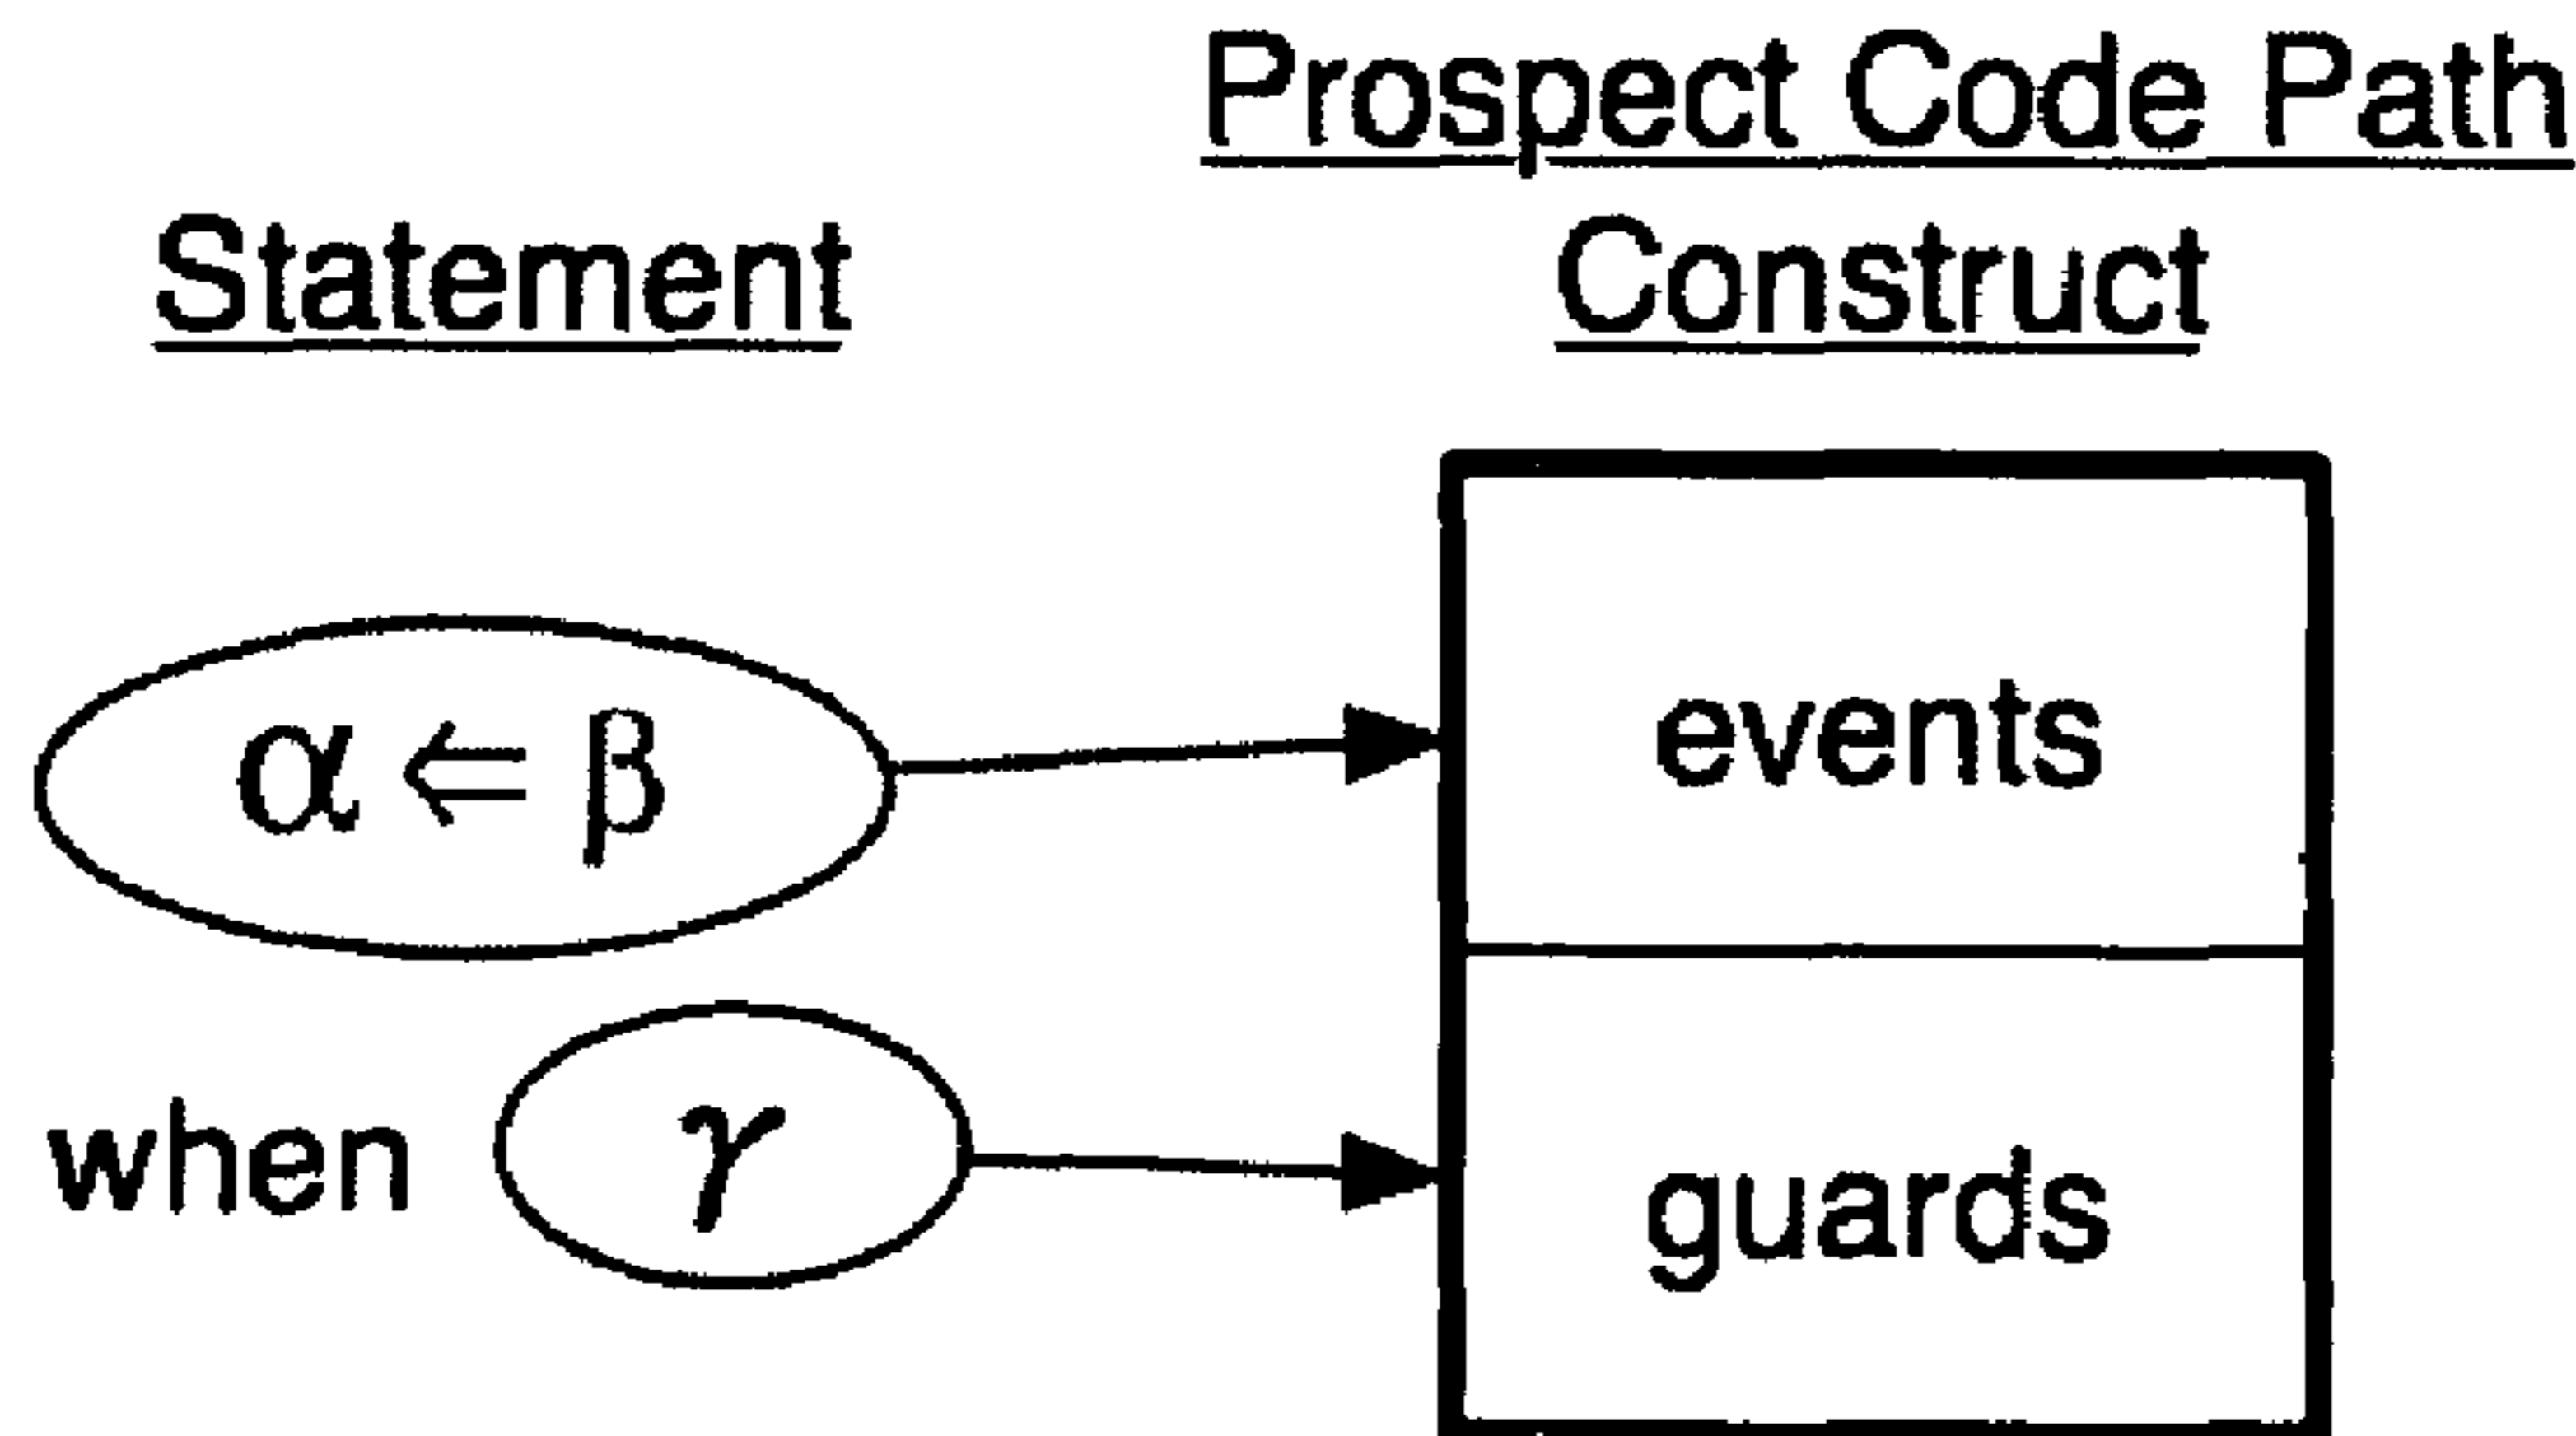 Prospect Code Path
Statement Construct
α ⇐ β events
when γ guards